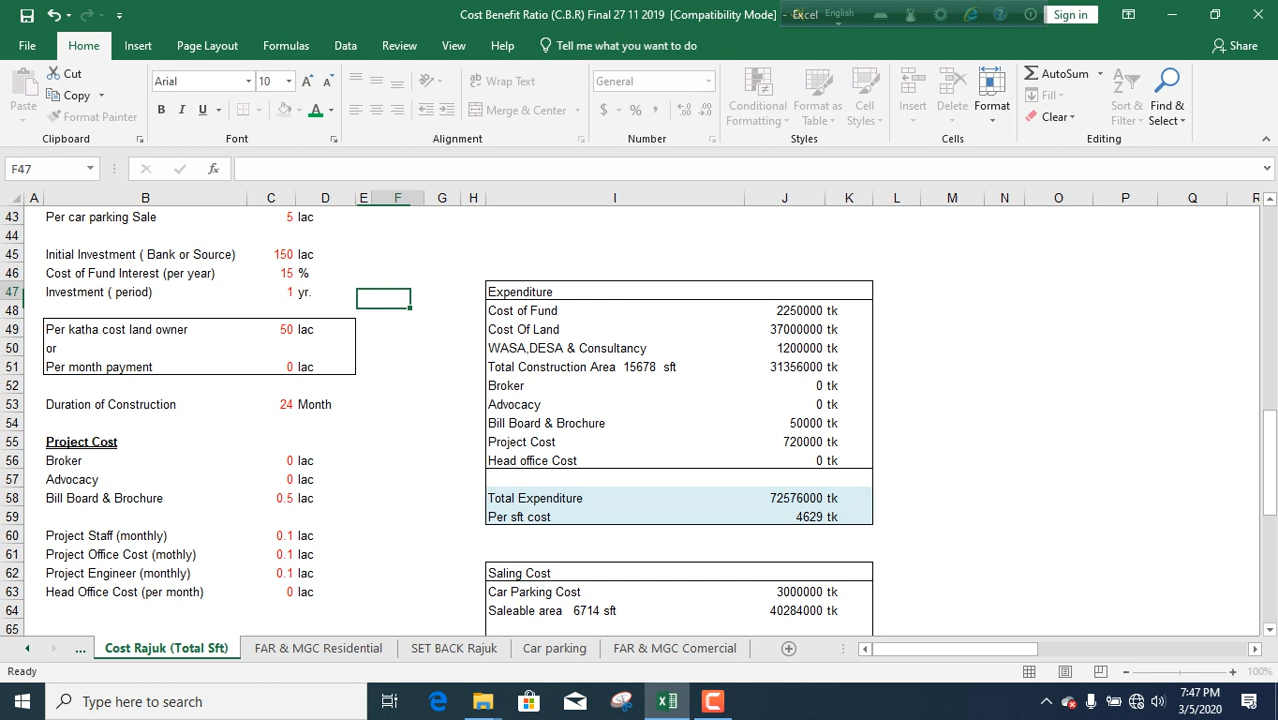 Cost Benefit Ratio (C.B.R) Final 27 11 2019 [Compatibility Mode] - Excel
English
Sign in
File Home Insert Page Layout Formulas Data Review View Help Tell me what you want to do Share
Paste Cut Copy Format Painter
Arial 10 Wrap Text General
B I U Merge & Center $ % ,
Conditional Formatting Format as Table Cell Styles Insert Delete Format
AutoSum Fill Clear Sort & Filter Find & Select
Clipboard Font Alignment Number Styles Cells Editing
F47 fx
A B C D E F G H I J K L M N O P Q R
43 Per car parking Sale 5 lac
44
45 Initial Investment ( Bank or Source) 150 lac
46 Cost of Fund Interest (per year) 15 %
47 Investment ( period) 1 yr. Expenditure
48 Cost of Fund 2250000 tk
49 Per katha cost land owner 50 lac Cost Of Land 37000000 tk
50 or WASA,DESA & Consultancy 1200000 tk
51 Per month payment 0 lac Total Construction Area 15678 sft 31356000 tk
52 Broker 0 tk
53 Duration of Construction 24 Month Advocacy 0 tk
54 Bill Board & Brochure 50000 tk
55 Project Cost Project Cost 720000 tk
56 Broker 0 lac Head office Cost 0 tk
57 Advocacy 0 lac
58 Bill Board & Brochure 0.5 lac Total Expenditure 72576000 tk
59 Per sft cost 4629 tk
60 Project Staff (monthly) 0.1 lac
61 Project Office Cost (mothly) 0.1 lac
62 Project Engineer (monthly) 0.1 lac Saling Cost
63 Head Office Cost (per month) 0 lac Car Parking Cost 3000000 tk
64 Saleable area 6714 sft 40284000 tk
65
... Cost Rajuk (Total Sft) FAR & MGC Residential SET BACK Rajuk Car parking FAR & MGC Comercial
Ready 100%
Type here to search 7:47 PM
3/5/2020